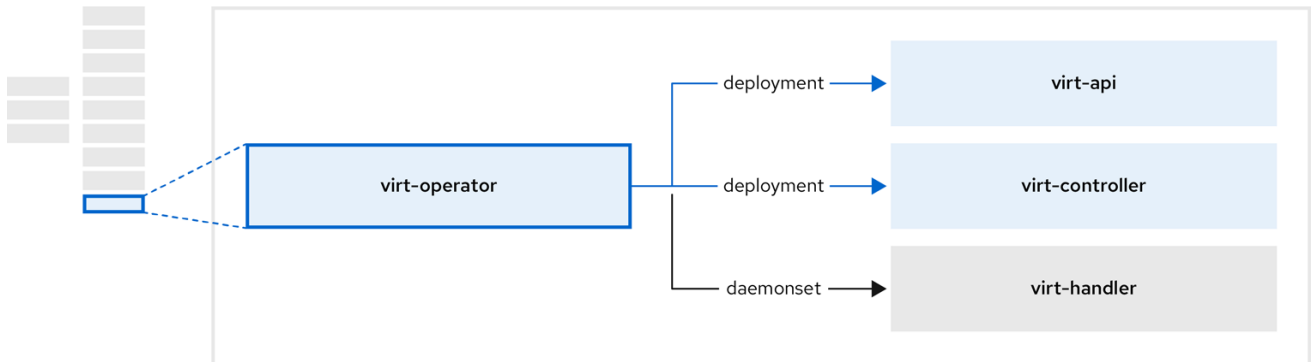 deployment
virt-api
virt-operator
deployment
virt-controller
daemonset
virt-handler